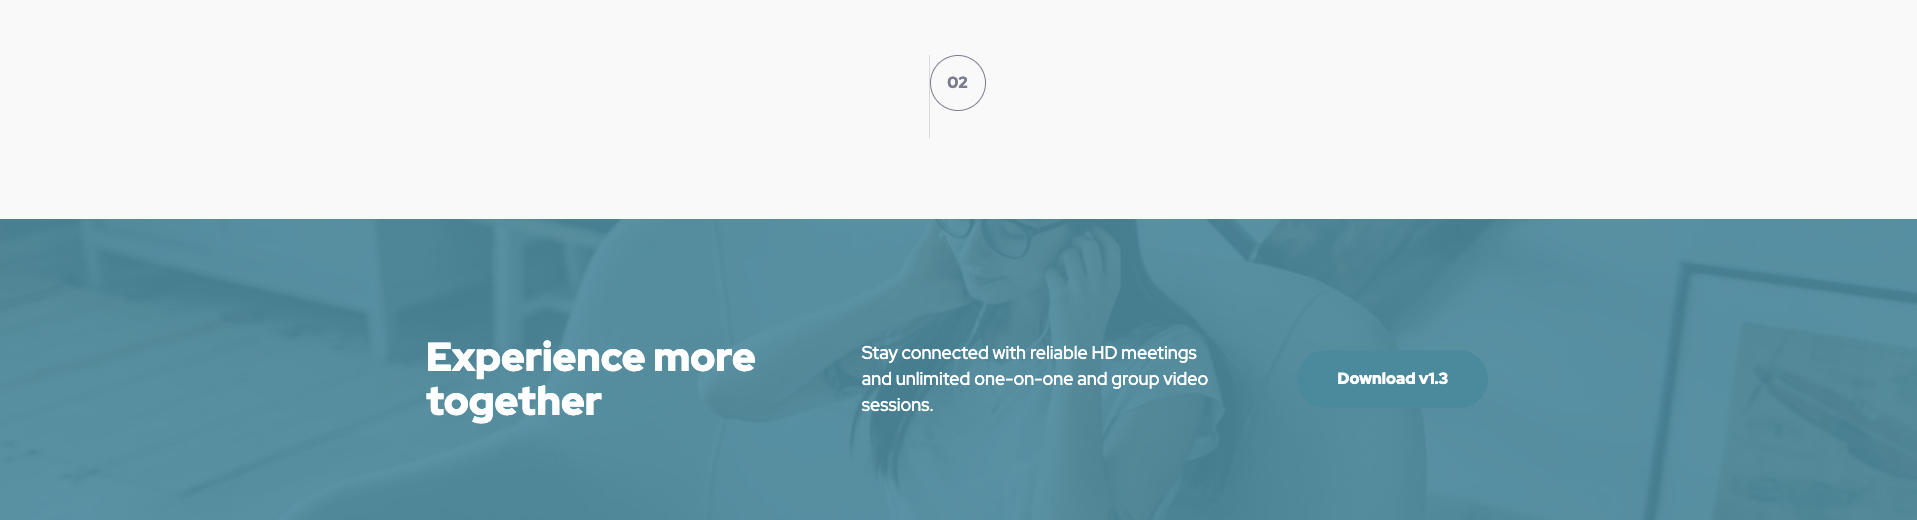 02
Experience more
together
Stay connected with reliable HD meetings
and unlimited one-on-one and group video
sessions.
Download v1.3